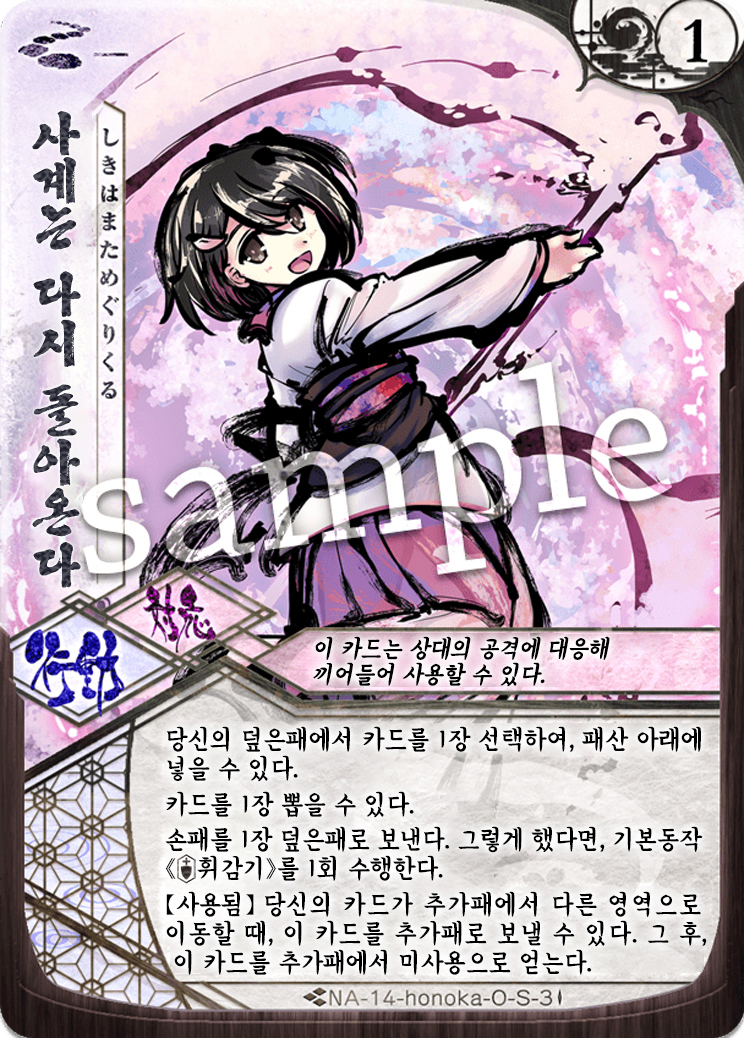 1
사계는 다시 돌아온다
しきはまためぐりくる
sample
対応
行動
이 카드는 상대의 공격에 대응해
끼어들어 사용할 수 있다.
당신의 덮은패에서 카드를 1장 선택하여, 패산 아래에
넣을 수 있다.
카드를 1장 뽑을 수 있다.
손패를 1장 덮은패로 보낸다. 그렇게 했다면, 기본동작
《휘감기》를 1회 수행한다.
【사용됨】 당신의 카드가 추가패에서 다른 영역으로
이동할 때, 이 카드를 추가패로 보낼 수 있다. 그 후,
이 카드를 추가패에서 미사용으로 얻는다.
NA-14-honoka-O-S-3